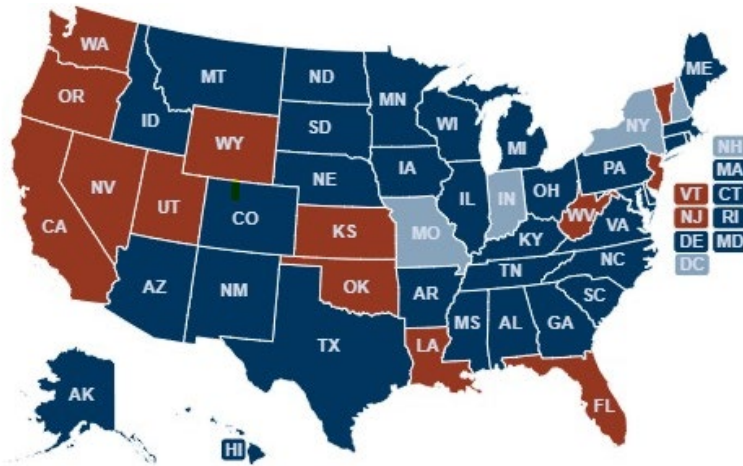 WA
MT
ND
MN
ME
OR
ID
SD
WI
MI
NY
NH
WY
MA
NV
UT
NE
IA
PA
VT
CT
CA
CO
IL
IN
OH
NJ
RI
KS
MO
KY
WV
VA
DE
MD
DC
AZ
NM
OK
AR
TN
NC
SC
TX
LA
MS
AL
GA
AK
HI
FL